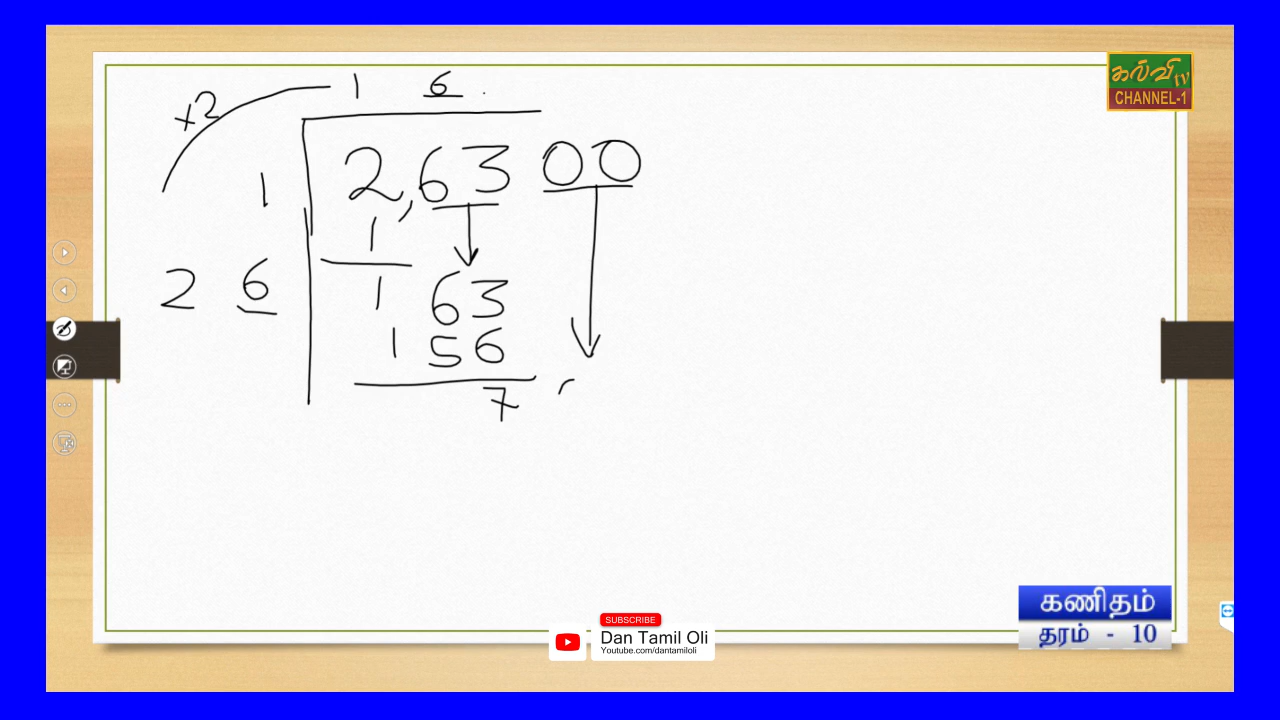 கல்வி TV
CHANNEL-1
x2 1 6 .
1 2,63 00
1
2 6 1 63
1 56
7
கணிதம்
தரம் - 10
SUBSCRIBE
Dan Tamil Oli
Youtube.com/dantamiloli